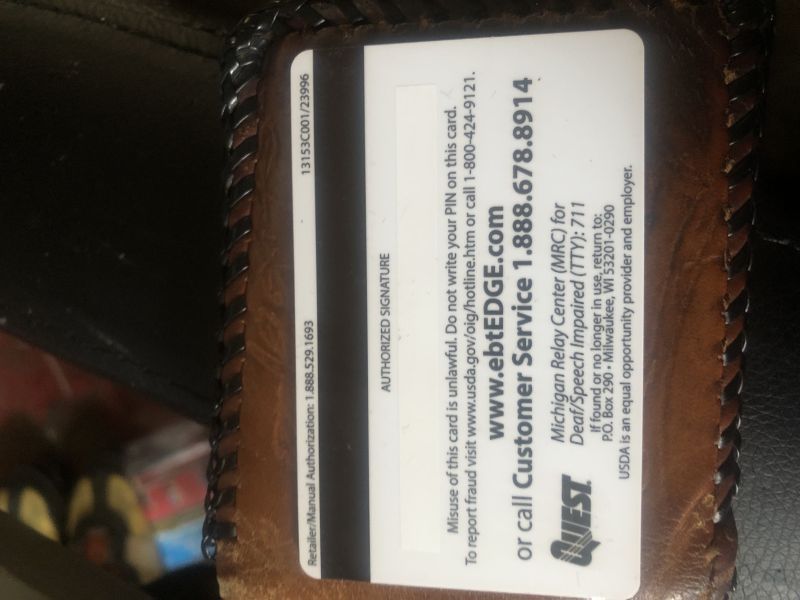 Retailer/Manual Authorization: 1.888.529.1693 13153C001/23996
AUTHORIZED SIGNATURE
Misuse of this card is unlawful. Do not write your PIN on this card.
To report fraud visit www.usda.gov/oig/hotline.htm or call 1-800-424-9121.
www.ebtEDGE.com
or call Customer Service 1.888.678.8914
QUEST.
Michigan Relay Center (MRC) for
Deaf/Speech Impaired (TTY): 711
If found or no longer in use, return to:
P.O. Box 290 • Milwaukee, WI 53201-0290
USDA is an equal opportunity provider and employer.